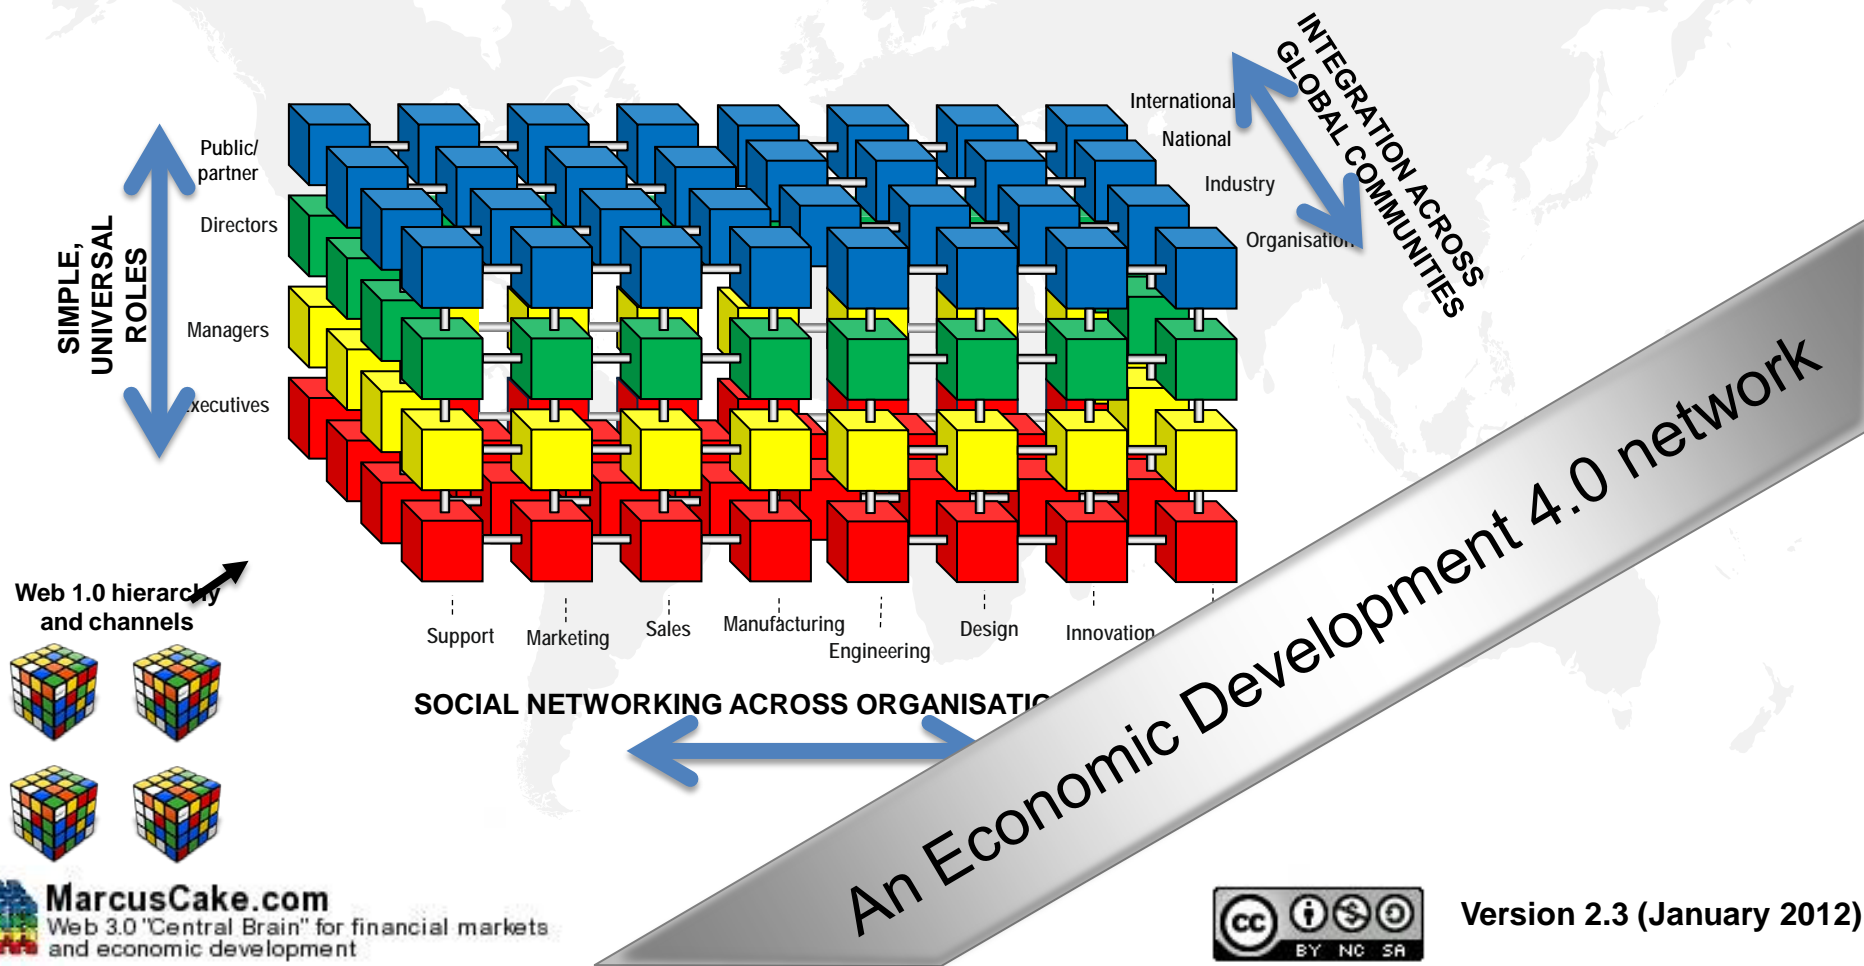 INTEGRATION ACROSS
GLOBAL COMMUNITIES
International
National
Industry
Organisation
Public/
partner
Directors
Managers
xecutives
SIMPLE,
UNIVERSAL
ROLES
Web 1.0 hierarchy
and channels
Support
Marketing
Sales
Manufacturing
Engineering
Design
Innovation
SOCIAL NETWORKING ACROSS ORGANISATIO
An Economic Development 4.0 network
MarcusCake.com
Web 3.0 "Central Brain" for financial markets
and economic development
cc
BY NC SA
Version 2.3 (January 2012)